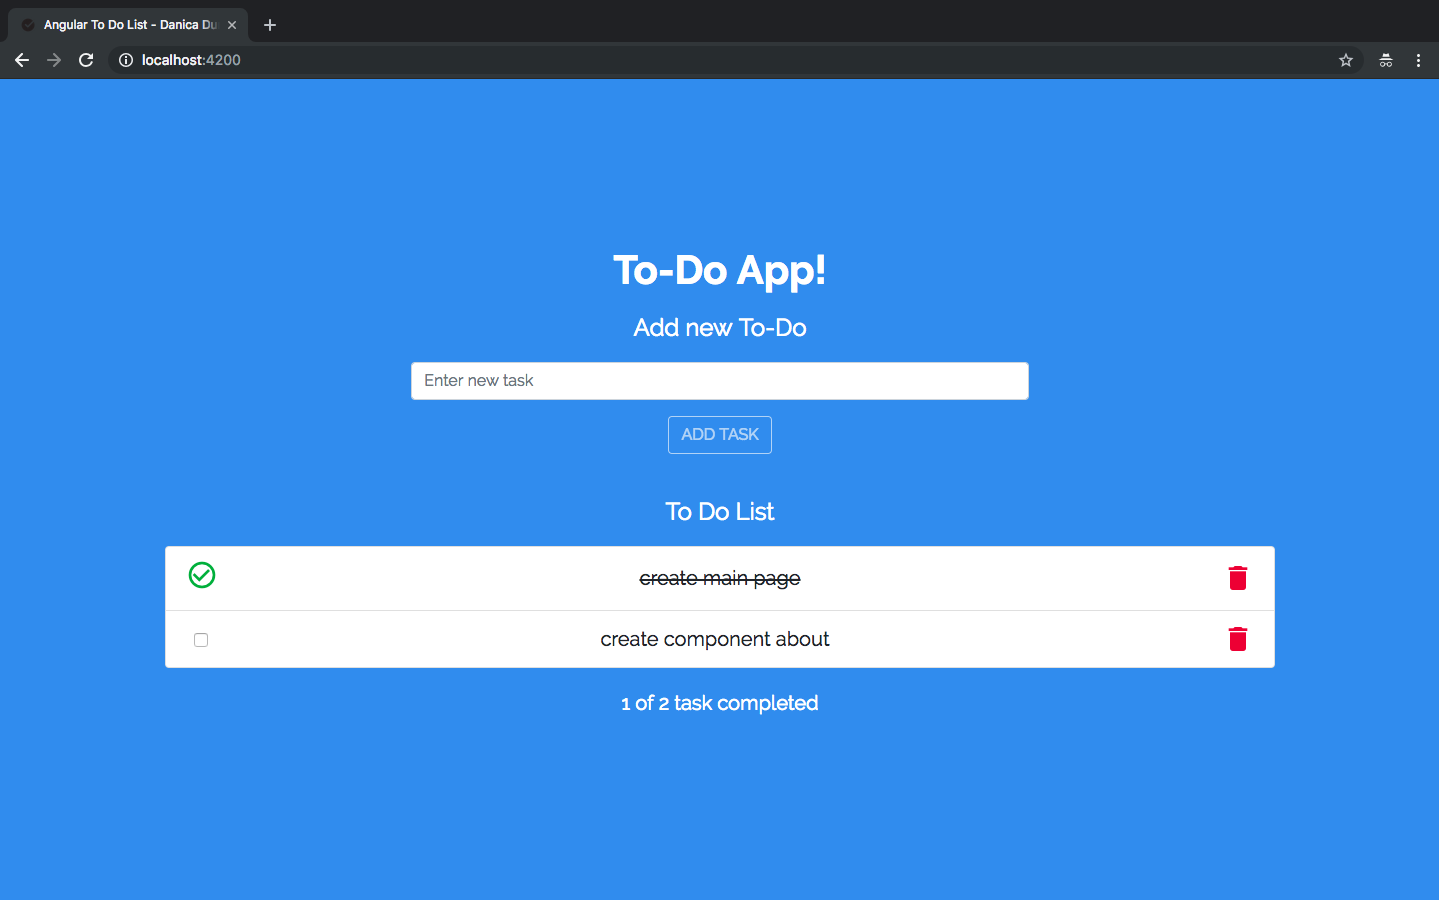 Angular To Do List - Danica Du
localhost:4200
To-Do App!
Add new To-Do
Enter new task
ADD TASK
To Do List
create main page
create component about
1 of 2 task completed